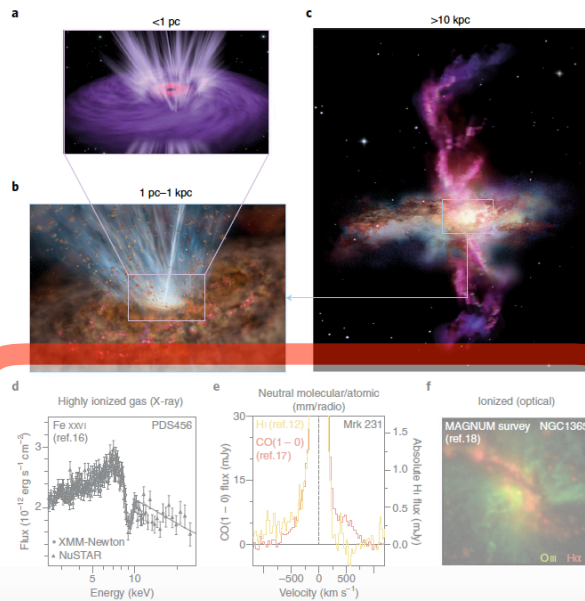 a
<1 pc
c
>10 kpc
b
1 pc–1 kpc
d
Highly ionized gas (X-ray)
Fe XXVI
(ref.16)
PDS456
3
2
Flux (10⁻¹² erg s⁻¹ cm⁻²)
XMM-Newton
NuSTAR
5
10
Energy (keV)
e
Neutral molecular/atomic
(mm/radio)
30
15
0
CO(1−0) flux (mJy)
HI (ref.12)
CO(1−0)
(ref.17)
Mrk 231
1.5
1.0
0.5
0.0
Absolute HI flux (mJy)
−500
0
500
Velocity (km s⁻¹)
f
Ionized (optical)
MAGNUM survey
NGC1365
(ref.18)
OIII
Hα